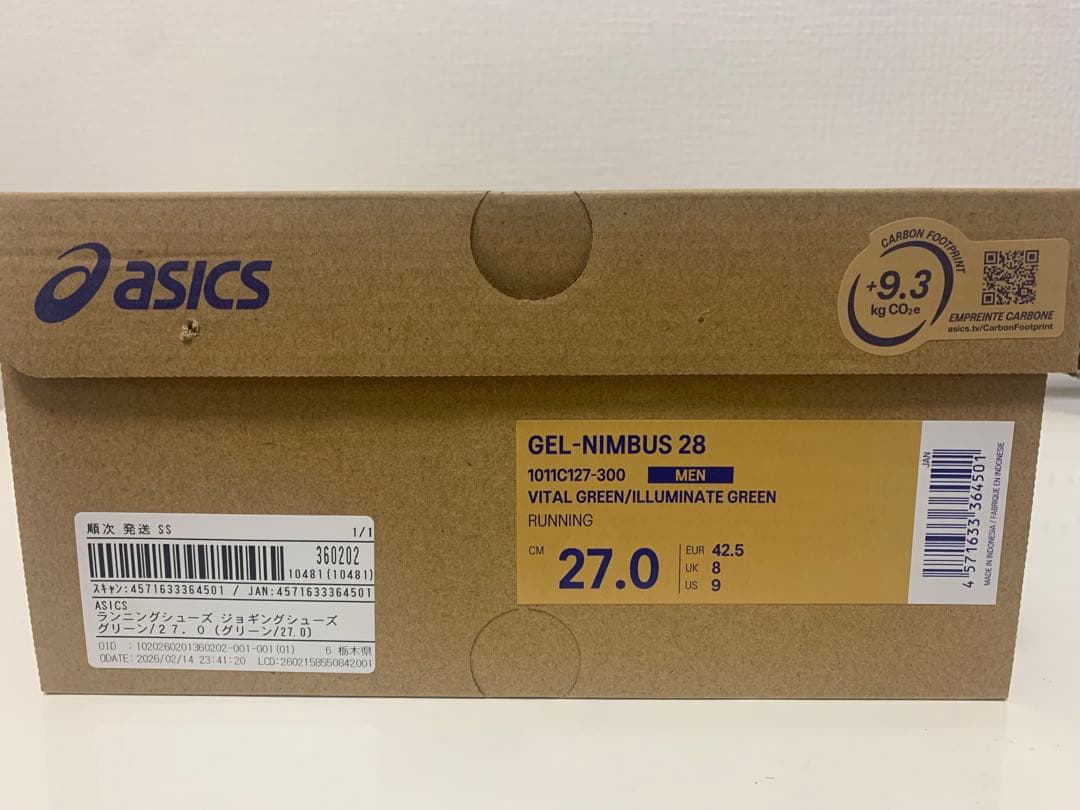 asics
CARBON FOOTPRINT
+9.3
kg CO₂e
EMPREINTE CARBONE
asics.tv/CarbonFootprint
GEL-NIMBUS 28
1011C127-300 MEN
VITAL GREEN/ILLUMINATE GREEN
RUNNING
CM 27.0
EUR 42.5
UK 8
US 9
JAN
4571633364501
MADE IN INDONESIA / FABRIQUE EN INDONESIE
順次 発送 SS 1/1
360202
10481(10481)
スキャン:4571633364501 / JAN:4571633364501
ASICS
ランニングシューズ ジョギングシューズ
グリーン/27.0 (グリーン/27.0)
OID :1020260201360202-001-001(01) 6 栃木県
ODATE: 2026/02/14 23:41:20 LCD:2602158550842001